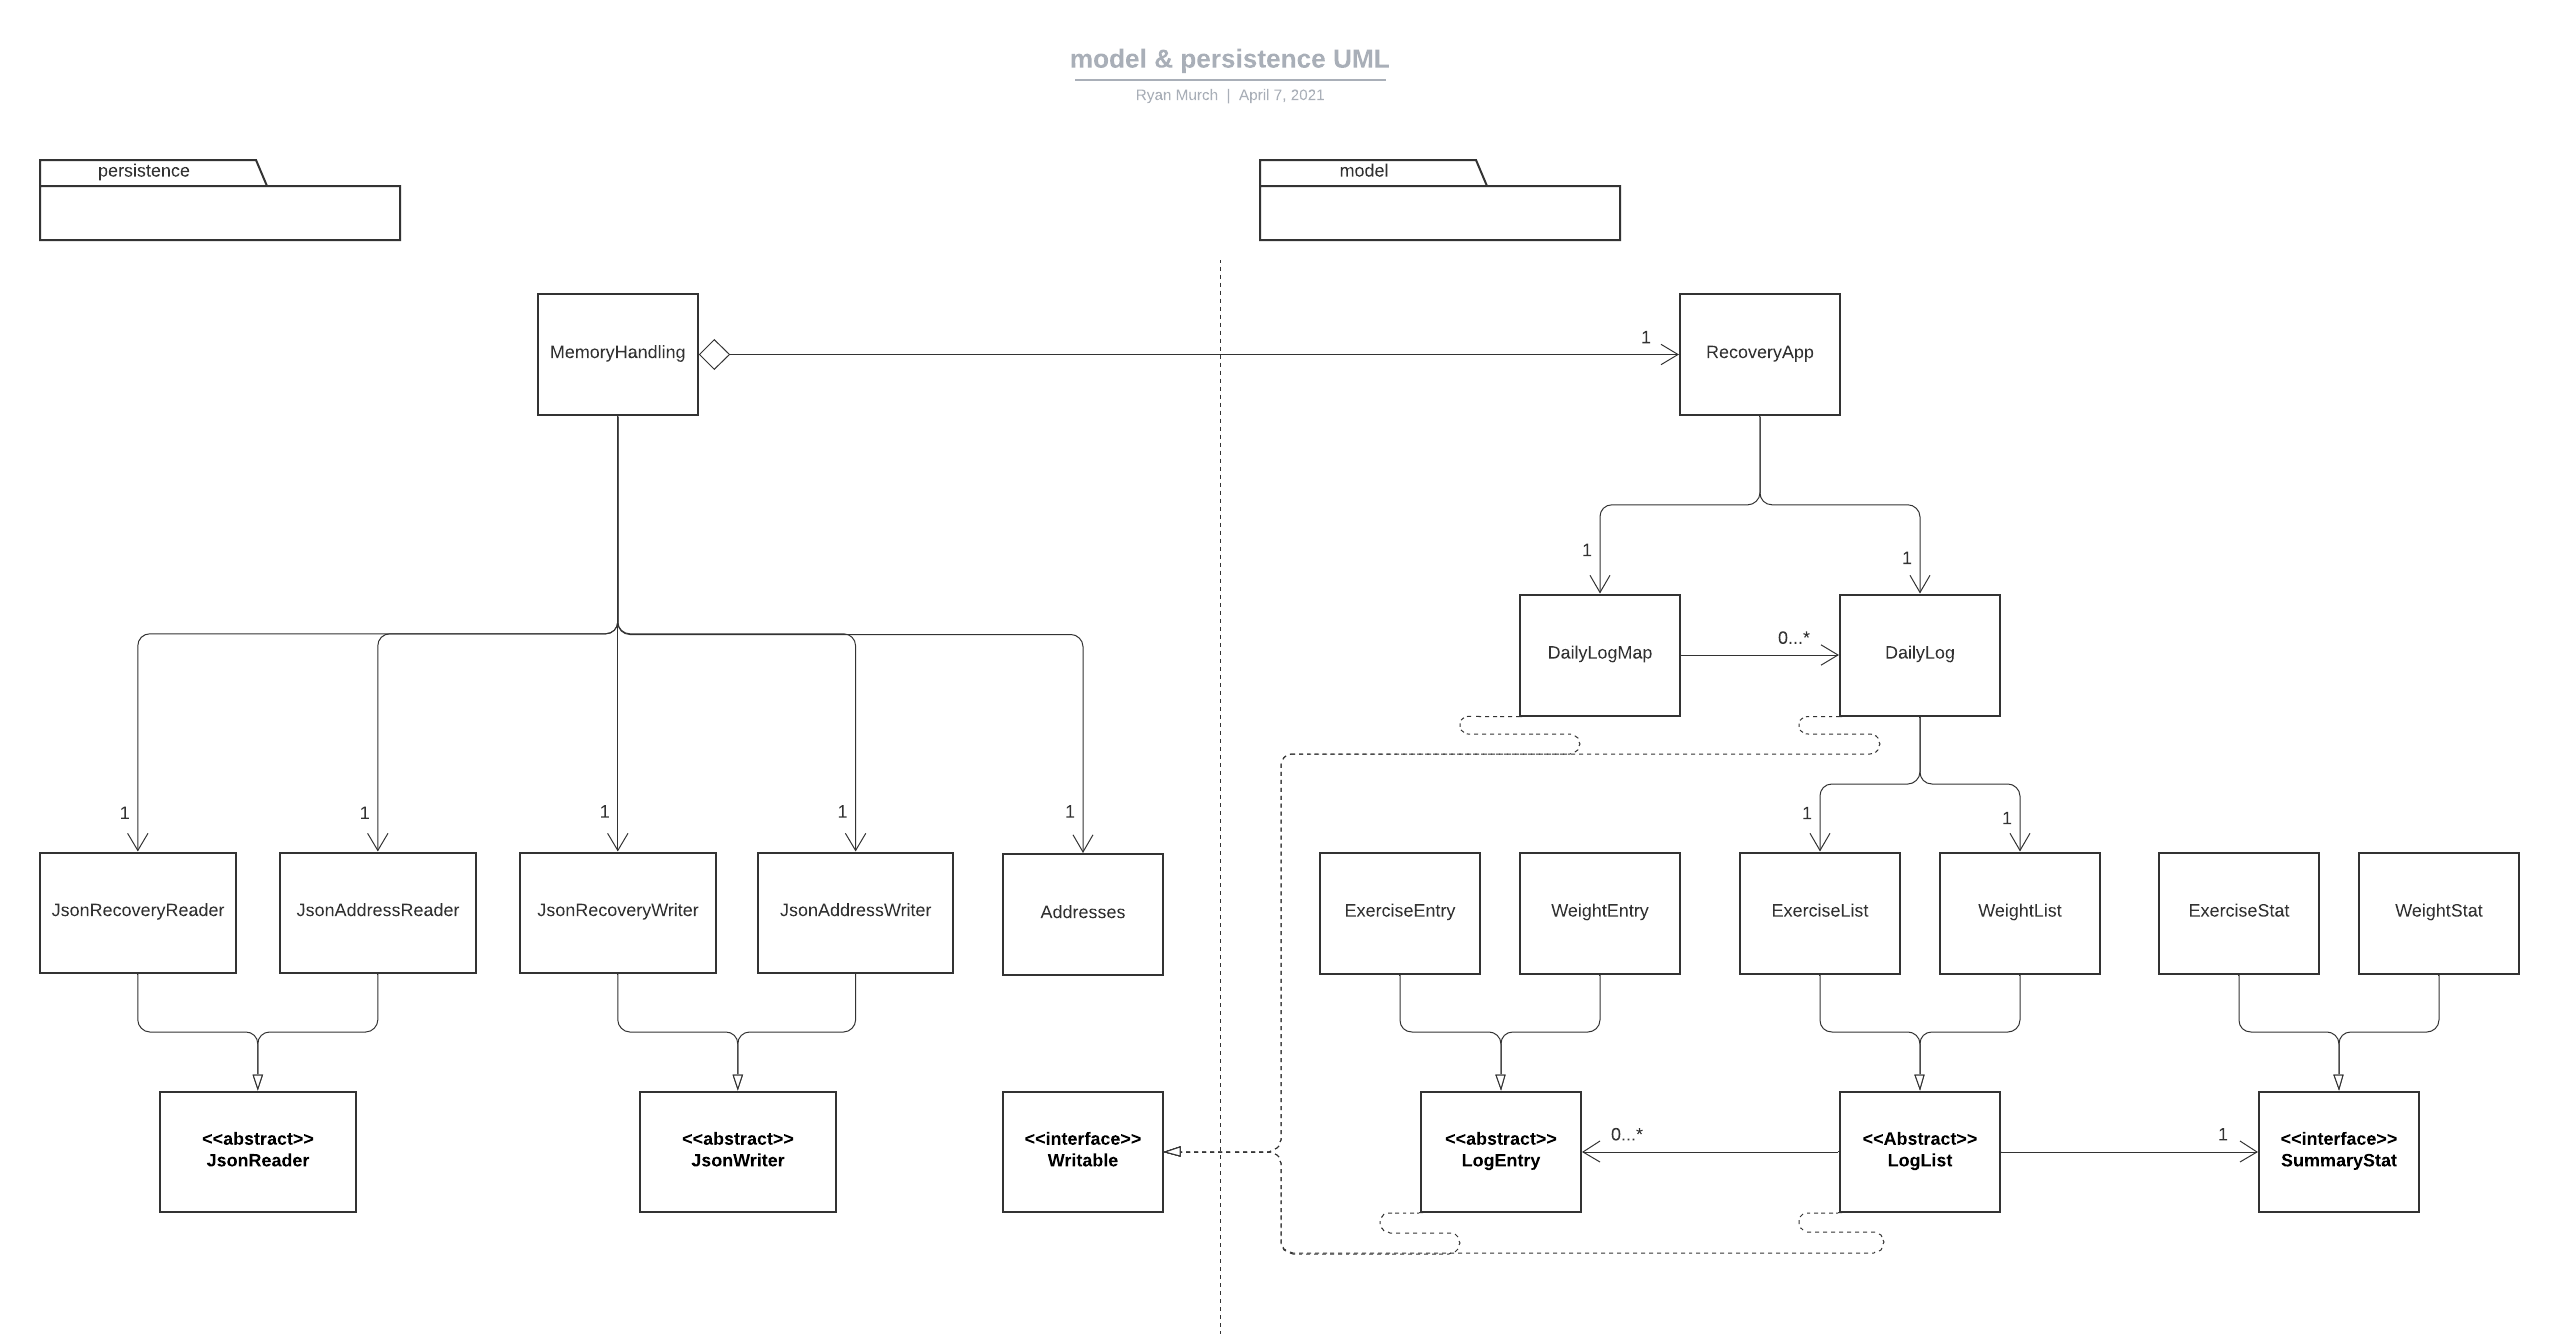 model & persistence UML
Ryan Murch | April 7, 2021
persistence
model
MemoryHandling
1
RecoveryApp
1
1
DailyLogMap
0...*
DailyLog
1
1
1
1
1
1
1
JsonRecoveryReader
JsonAddressReader
JsonRecoveryWriter
JsonAddressWriter
Addresses
ExerciseEntry
WeightEntry
ExerciseList
WeightList
ExerciseStat
WeightStat
<<abstract>>
JsonReader
<<abstract>>
JsonWriter
<<interface>>
Writable
<<abstract>>
LogEntry
0...*
<<Abstract>>
LogList
1
<<interface>>
SummaryStat